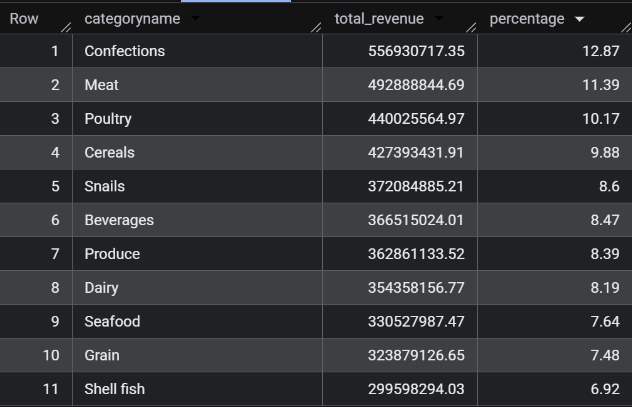 Row categoryname total_revenue percentage
1 Confections 556930717.35 12.87
2 Meat 492888844.69 11.39
3 Poultry 440025564.97 10.17
4 Cereals 427393431.91 9.88
5 Snails 372084885.21 8.6
6 Beverages 366515024.01 8.47
7 Produce 362861133.52 8.39
8 Dairy 354358156.77 8.19
9 Seafood 330527987.47 7.64
10 Grain 323879126.65 7.48
11 Shell fish 299598294.03 6.92